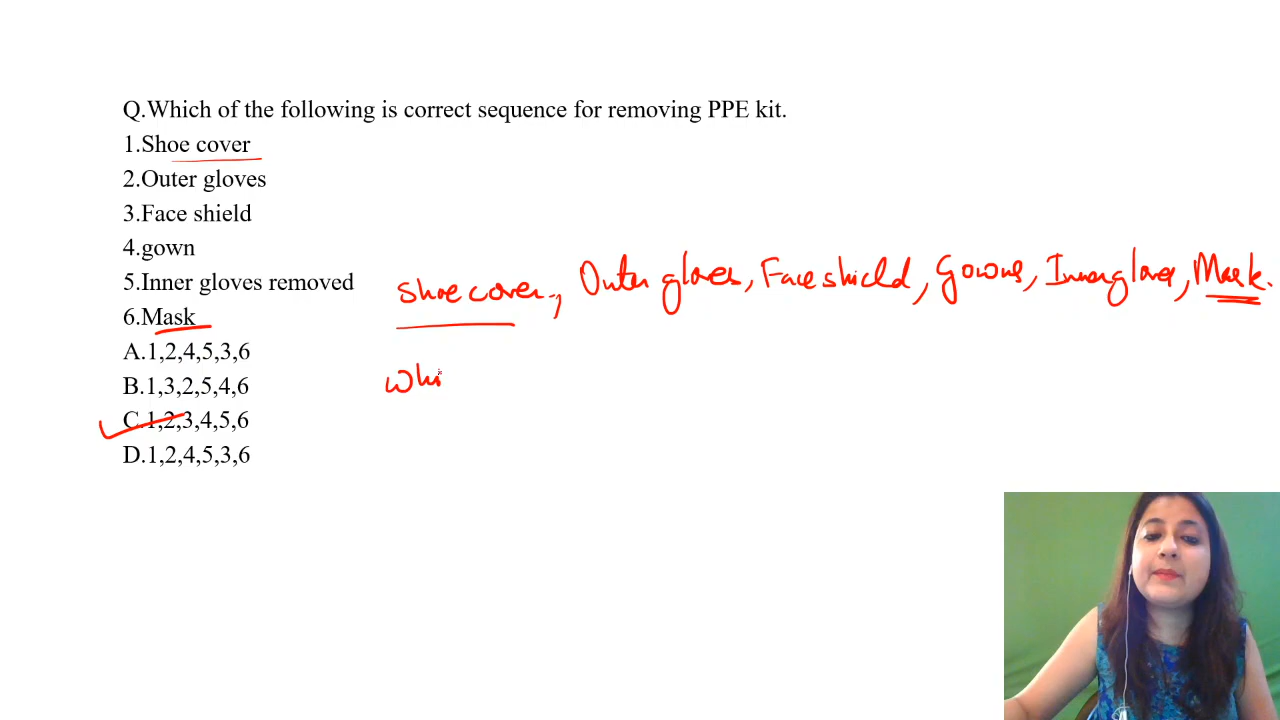 Q.Which of the following is correct sequence for removing PPE kit.
1.Shoe cover
2.Outer gloves
3.Face shield
4.gown
5.Inner gloves removed
6.Mask
A.1,2,4,5,3,6
B.1,3,2,5,4,6
C.1,2,3,4,5,6
D.1,2,4,5,3,6
Shoe cover, Outer gloves, Face shield, Gowns, Inner gloves, Mask.
Whi